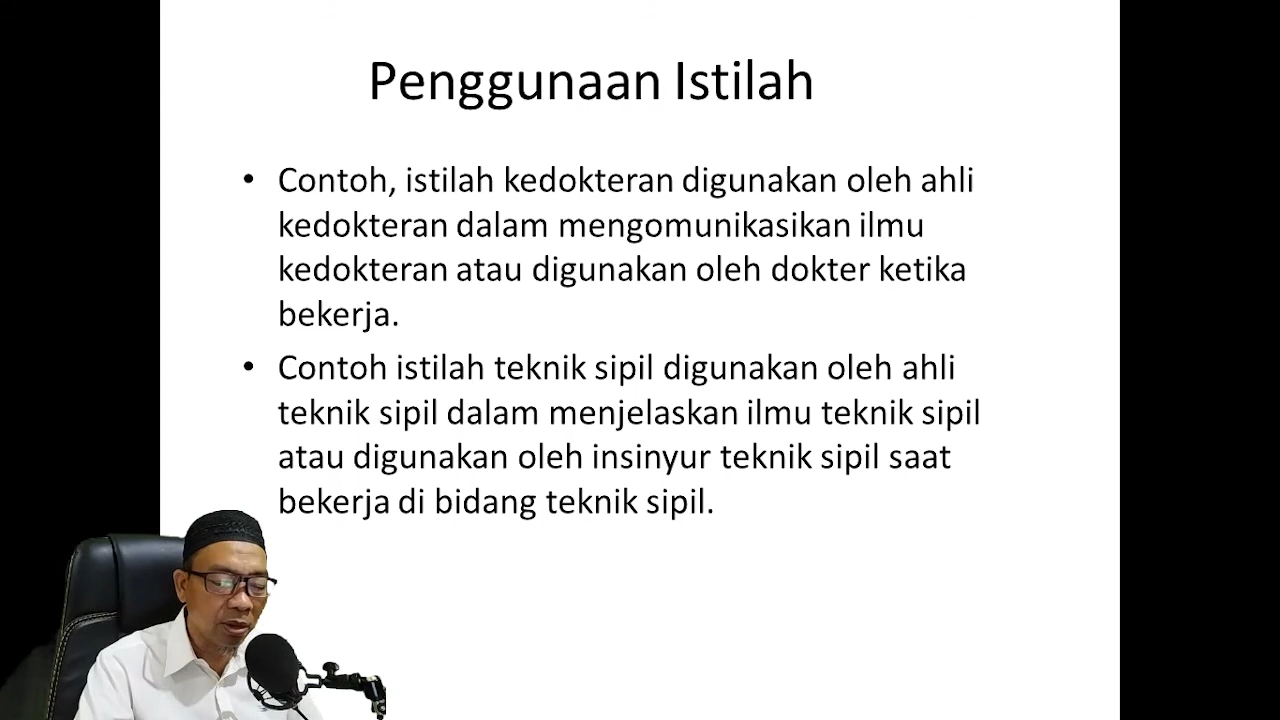 Penggunaan Istilah
• Contoh, istilah kedokteran digunakan oleh ahli
kedokteran dalam mengomunikasikan ilmu
kedokteran atau digunakan oleh dokter ketika
bekerja.
• Contoh istilah teknik sipil digunakan oleh ahli
teknik sipil dalam menjelaskan ilmu teknik sipil
atau digunakan oleh insinyur teknik sipil saat
bekerja di bidang teknik sipil.